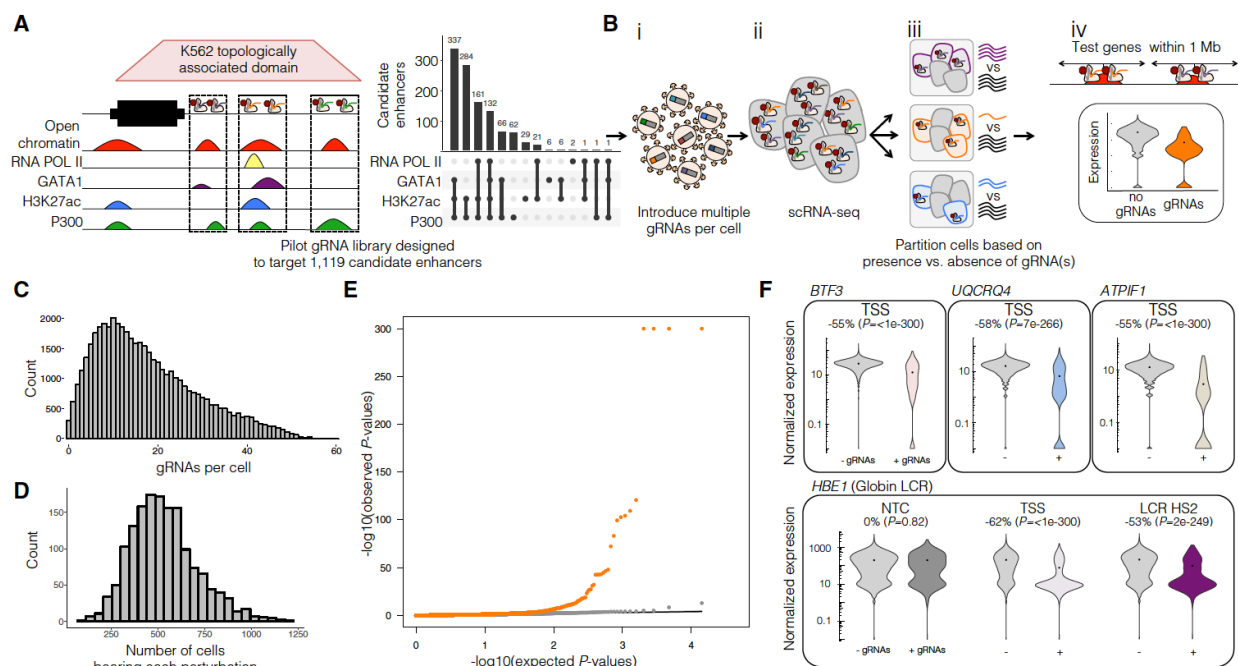 A
K562 topologically
associated domain
Open
chromatin
RNA POL II
GATA1
H3K27ac
P300
Pilot gRNA library designed
to target 1,119 candidate enhancers
Candidate
enhancers
300
200
100
337
284
161
132
66
62
29
21
6
6
2
1
1
1
RNA POL II
GATA1
H3K27ac
P300
B
i
Introduce multiple
gRNAs per cell
ii
scRNA-seq
iii
vs
vs
vs
Partition cells based on
presence vs. absence of gRNA(s)
iv
Test genes within 1 Mb
Expression
no
gRNAs
gRNAs
C
Count
2000
1500
1000
500
0
0
20
40
60
gRNAs per cell
D
Count
150
100
50
0
250
500
750
1000
1250
Number of cells
bearing each perturbation
E
-log10(observed P-values)
300
250
200
150
100
50
0
0
1
2
3
4
-log10(expected P-values)
F
BTF3
TSS
-55% (P=<1e-300)
Normalized expression
10
0.1
- gRNAs
+ gRNAs
UQCRQ4
TSS
-58% (P=7e-266)
10
0.1
-
+
ATPIF1
TSS
-55% (P=<1e-300)
10
0.1
-
+
HBE1 (Globin LCR)
Normalized expression
NTC
0% (P=0.82)
1000
10
0.1
- gRNAs
+ gRNAs
TSS
-62% (P=<1e-300)
-
+
LCR HS2
-53% (P=2e-249)
-
+